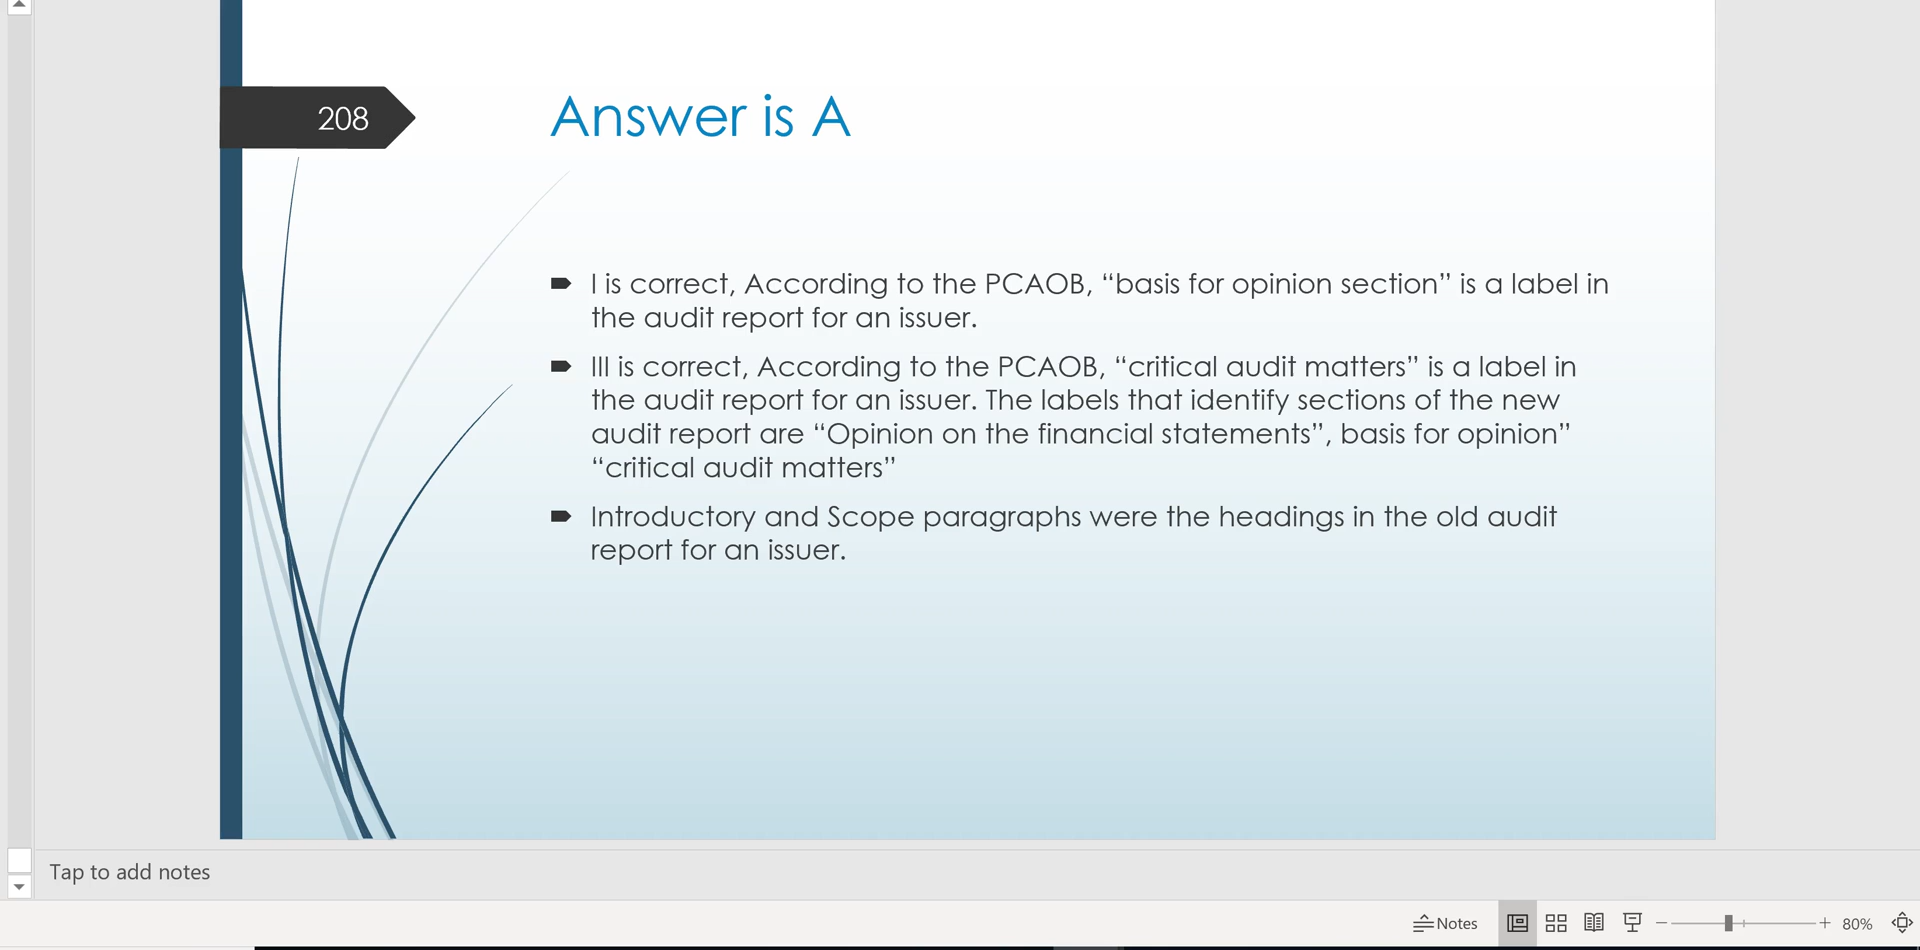 208
Answer is A
I is correct, According to the PCAOB, “basis for opinion section” is a label in
the audit report for an issuer.
III is correct, According to the PCAOB, “critical audit matters” is a label in
the audit report for an issuer. The labels that identify sections of the new
audit report are “Opinion on the financial statements”, basis for opinion”
“critical audit matters”
Introductory and Scope paragraphs were the headings in the old audit
report for an issuer.
Tap to add notes
Notes
80%